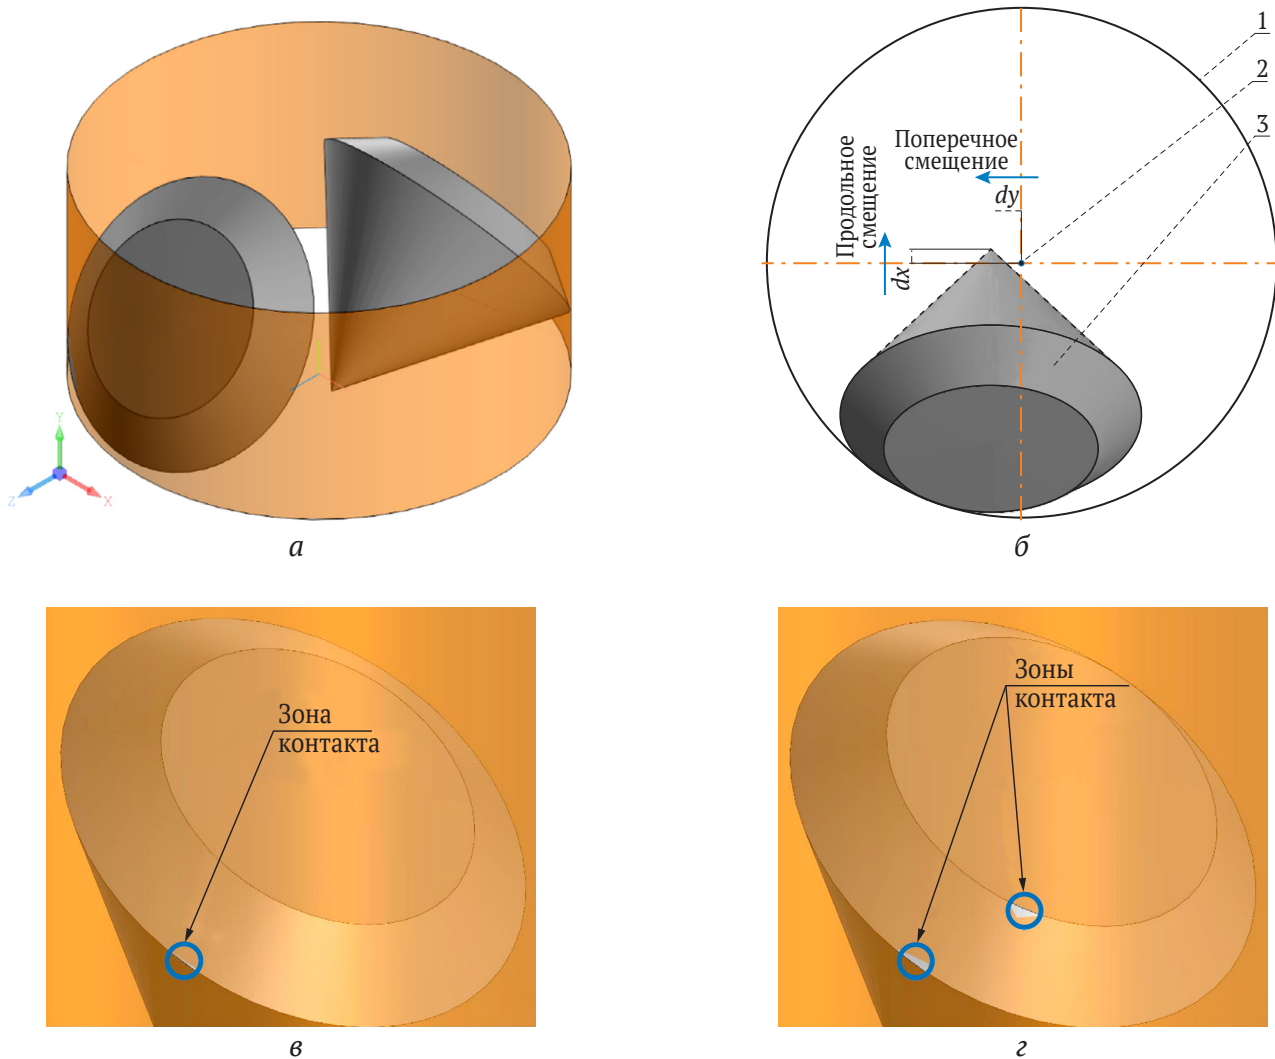 Y
Z
X
а
1
2
3
Поперечное
смещение
Продольное
смещение
dy
dx
б
Зона
контакта
в
Зоны
контакта
г